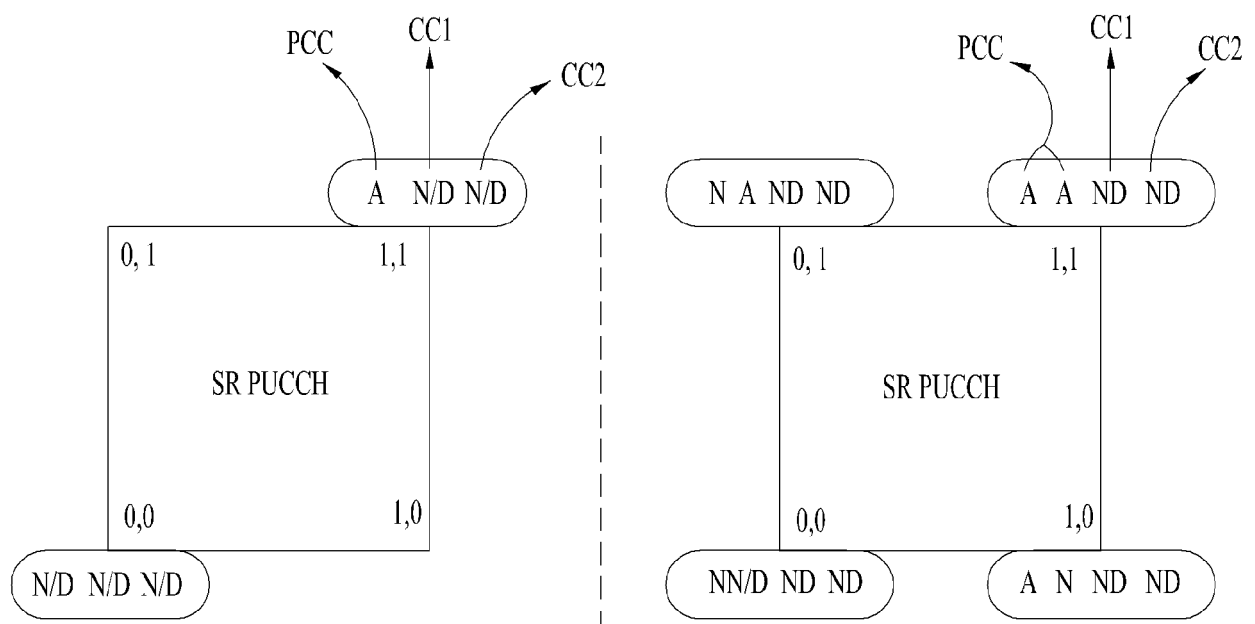 PCC
CC1
CC2
A N/D N/D
0, 1
1,1
SR PUCCH
0,0
1,0
N/D N/D N/D
PCC
CC1
CC2
N A ND ND
A A ND ND
0, 1
1,1
SR PUCCH
0,0
1,0
NN/D ND ND
A N ND ND